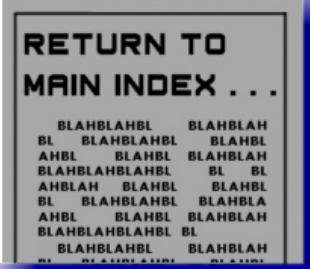 RETURN TO
MAIN INDEX . . .
BLAHBLAHBL BLAHBLAH
BL BLAHBLAHBL BLAHBL
AHBL BLAHBL BLAHBLAH
BLAHBLAHBLAHBL BL BL
AHBLAH BLAHBL BLAHBL
BL BLAHBLAHBL BLAHBLA
AHBL BLAHBL BLAHBLAH
BLAHBLAHBLAHBL BL
BLAHBLAHBL BLAHBLAH